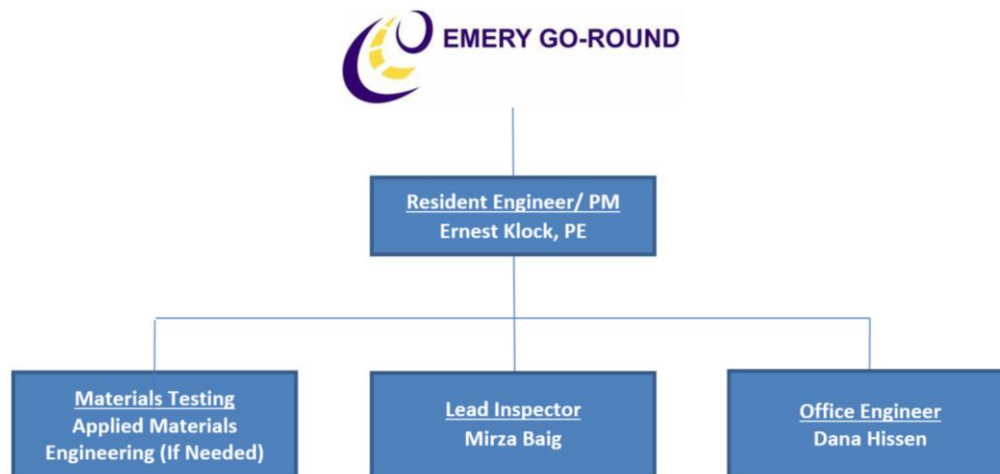 EMERY GO-ROUND
Resident Engineer/ PM
Ernest Klock, PE
Materials Testing
Applied Materials
Engineering (If Needed)
Lead Inspector
Mirza Baig
Office Engineer
Dana Hissen